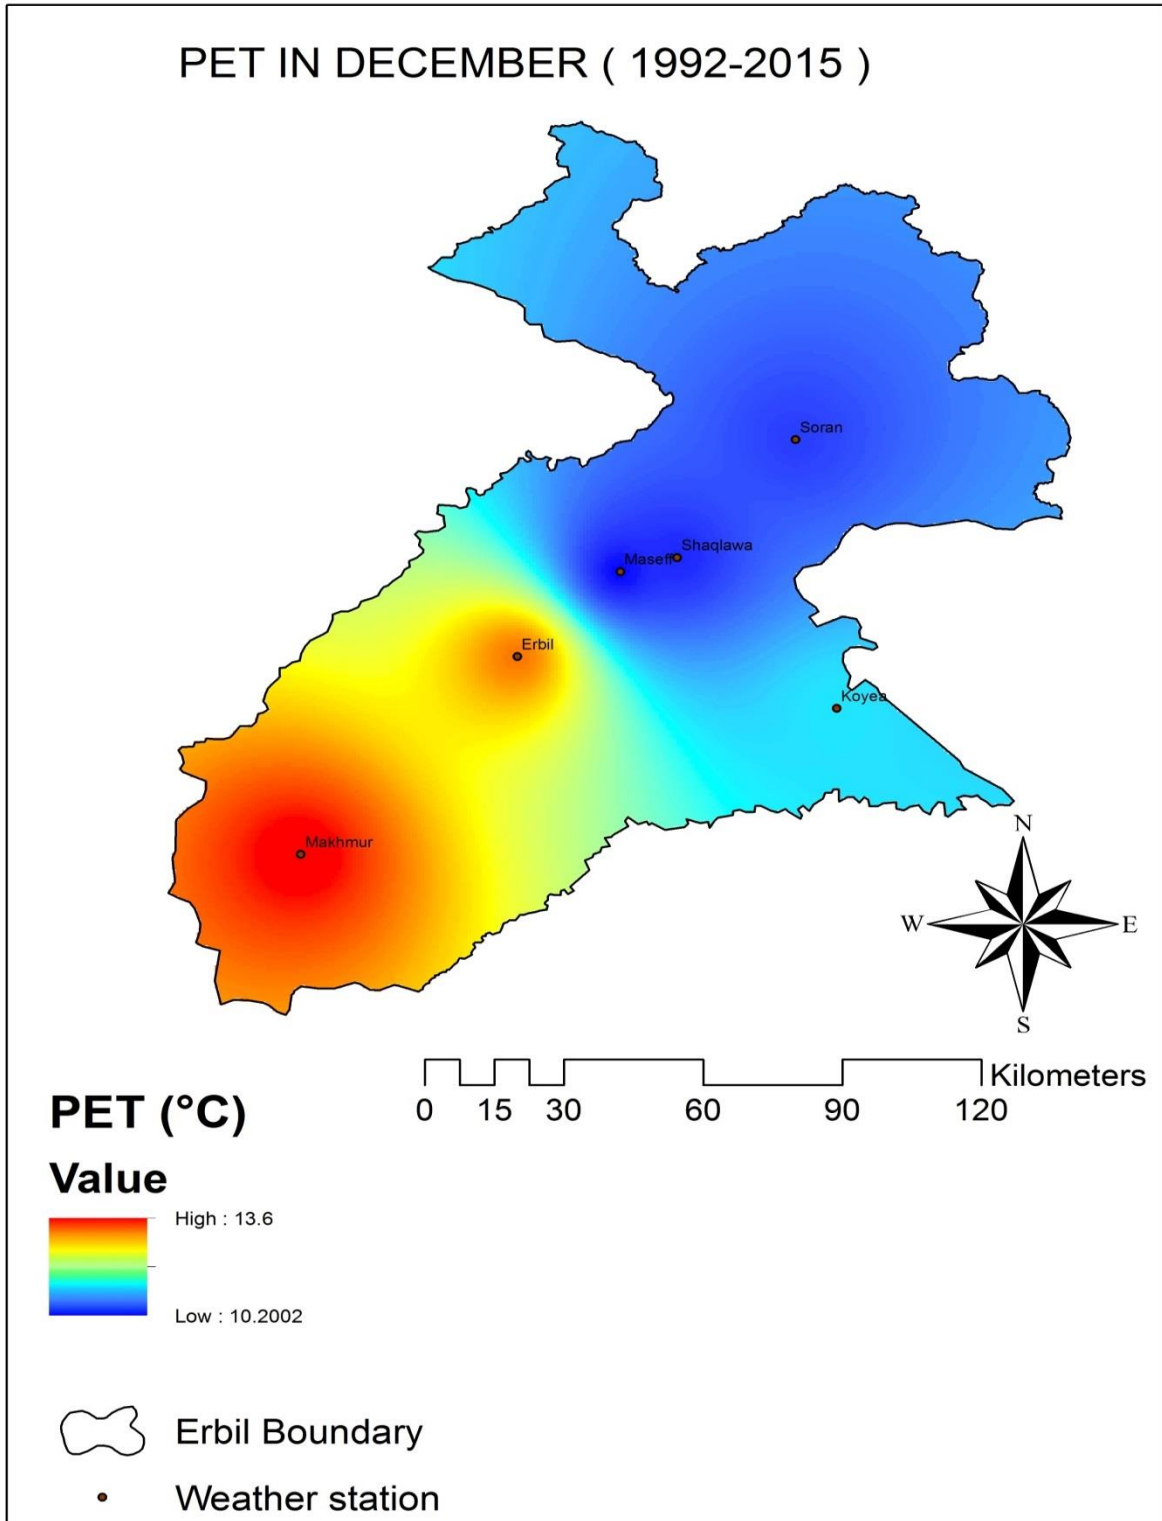 PET IN DECEMBER ( 1992-2015 )
Soran
Shaqlawa
Maseff
Erbil
Koyea
Makhmur
N
W
E
S
Kilometers
0 15 30 60 90 120
PET (°C)
Value
High : 13.6
Low : 10.2002
Erbil Boundary
Weather station